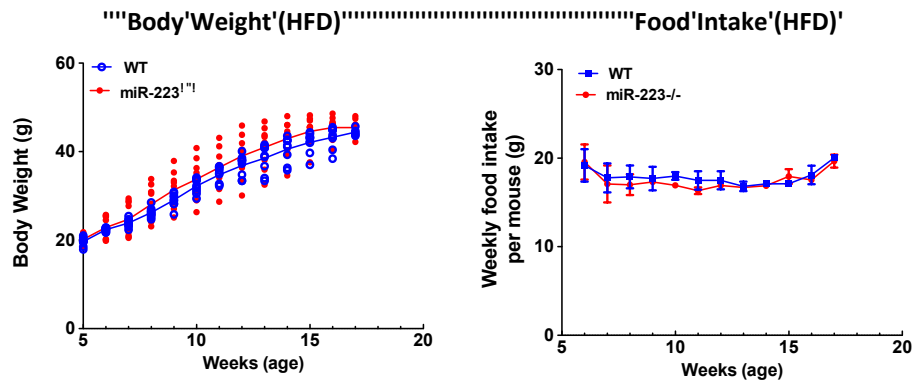 ''''Body'Weight'(HFD)''''''''''''''''''''''''''''''''''''''''''''''''''Food'Intake'(HFD)'
WT
miR-223!"!
Body Weight (g)
60
40
20
0
5
10
15
20
Weeks (age)
WT
miR-223-/-
Weekly food intake
per mouse (g)
30
20
10
0
5
10
15
20
Weeks (age)